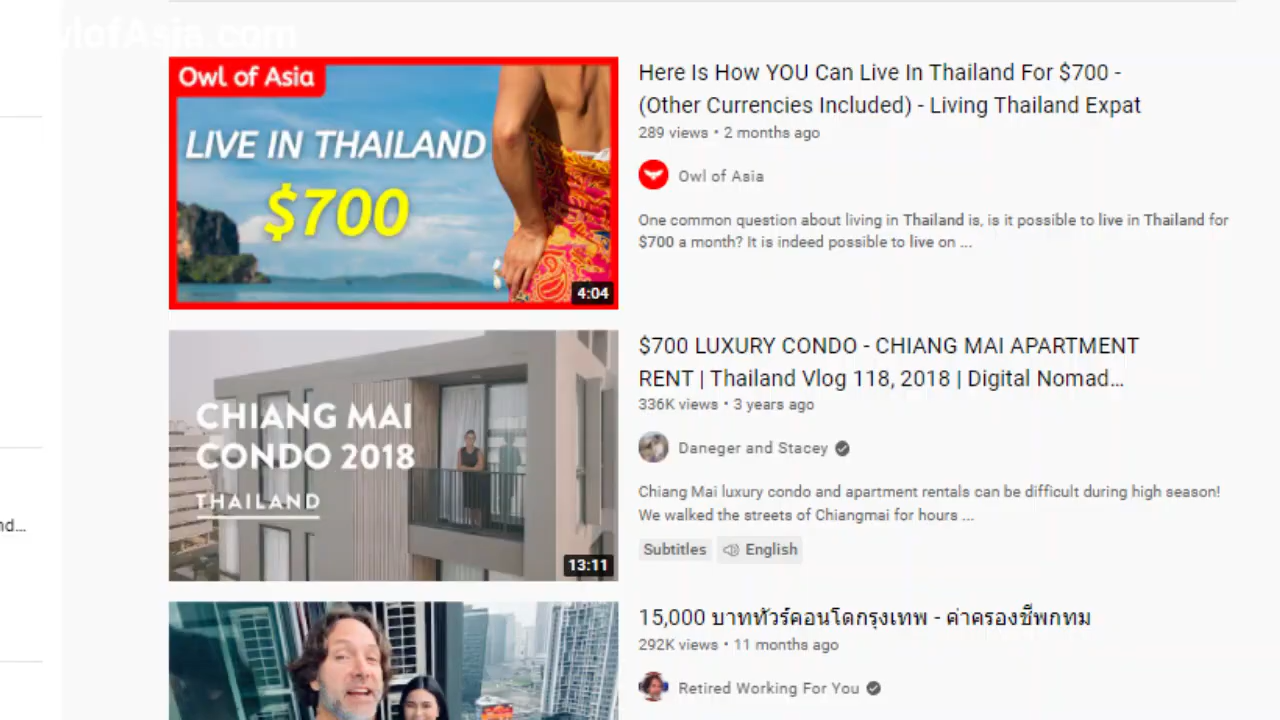 wlofAsia.com
Owl of Asia
LIVE IN THAILAND
$700
4:04
Here Is How YOU Can Live In Thailand For $700 -
(Other Currencies Included) - Living Thailand Expat
289 views • 2 months ago
Owl of Asia
One common question about living in Thailand is, is it possible to live in Thailand for
$700 a month? It is indeed possible to live on ...
CHIANG MAI
CONDO 2018
THAILAND
13:11
$700 LUXURY CONDO - CHIANG MAI APARTMENT
RENT | Thailand Vlog 118, 2018 | Digital Nomad...
336K views • 3 years ago
Daneger and Stacey
Chiang Mai luxury condo and apartment rentals can be difficult during high season!
We walked the streets of Chiangmai for hours ...
Subtitles English
nd...
15,000 บาททัวร์คอนโดกรุงเทพ - ค่าครองชีพกทม
292K views • 11 months ago
Retired Working For You